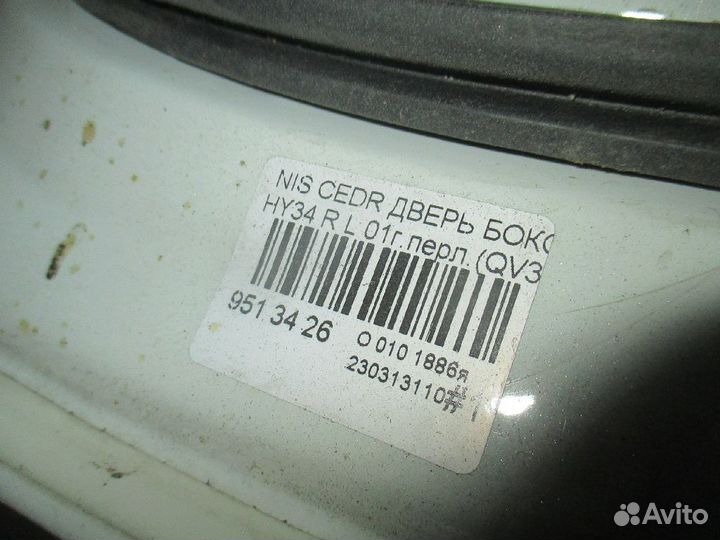 NIS CEDR ДВЕРЬ БОКО
HY34 R L 01г.перл. (QV3
951 34 26
O 010 1886я
230313110#
Avito